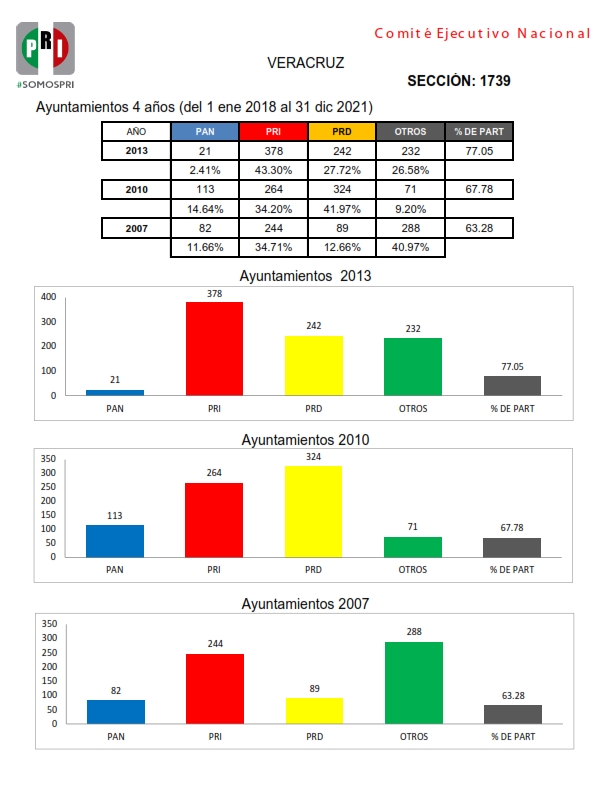 PRI
#SOMOSPRI
Comité Ejecutivo Nacional
VERACRUZ
SECCIÓN: 1739
Ayuntamientos 4 años (del 1 ene 2018 al 31 dic 2021)
AÑO PAN PRI PRD OTROS % DE PART
2013 21 378 242 232 77.05
2.41% 43.30% 27.72% 26.58%
2010 113 264 324 71 67.78
14.64% 34.20% 41.97% 9.20%
2007 82 244 89 288 63.28
11.66% 34.71% 12.66% 40.97%
Ayuntamientos 2013
400
300
200
100
0
21 378 242 232 77.05
PAN PRI PRD OTROS % DE PART
Ayuntamientos 2010
350
300
250
200
150
100
50
0
113 264 324 71 67.78
PAN PRI PRD OTROS % DE PART
Ayuntamientos 2007
350
300
250
200
150
100
50
0
82 244 89 288 63.28
PAN PRI PRD OTROS % DE PART